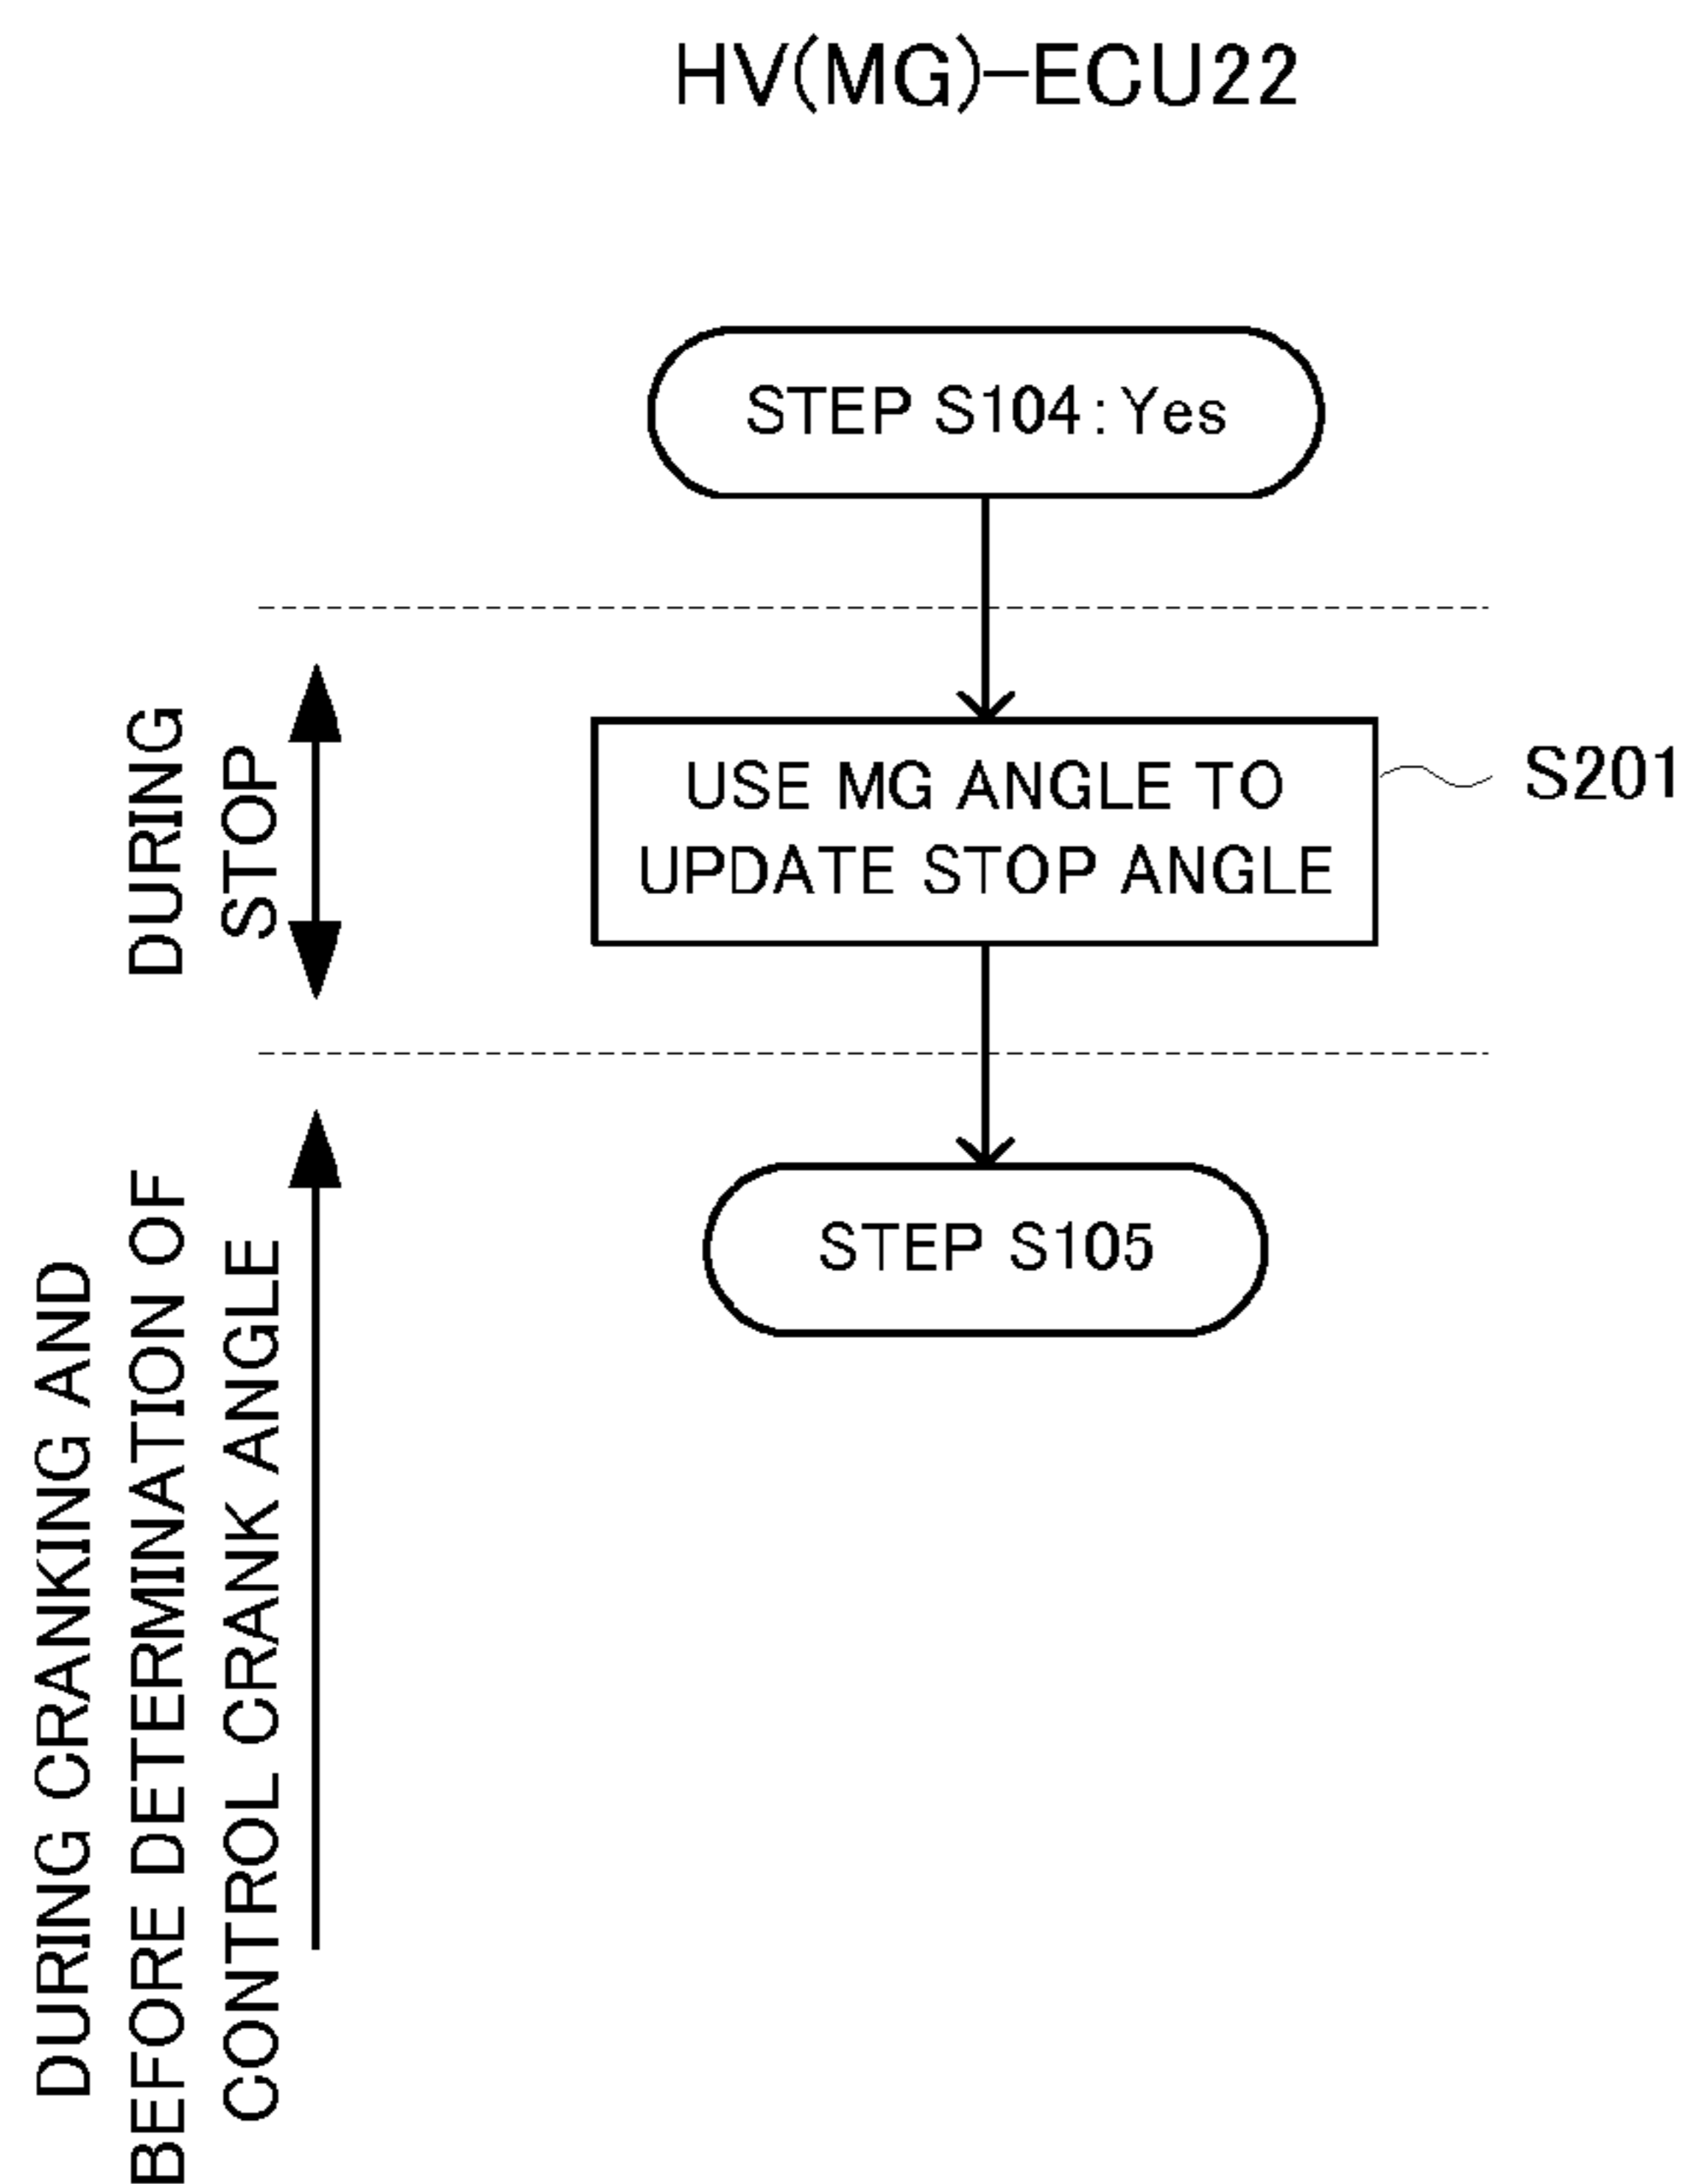 HV(MG)-ECU22
STEP S104:Yes
DURING
STOP
USE MG ANGLE TO
UPDATE STOP ANGLE
S201
STEP S105
DURING CRANKING AND
BEFORE DETERMINATION OF
CONTROL CRANK ANGLE